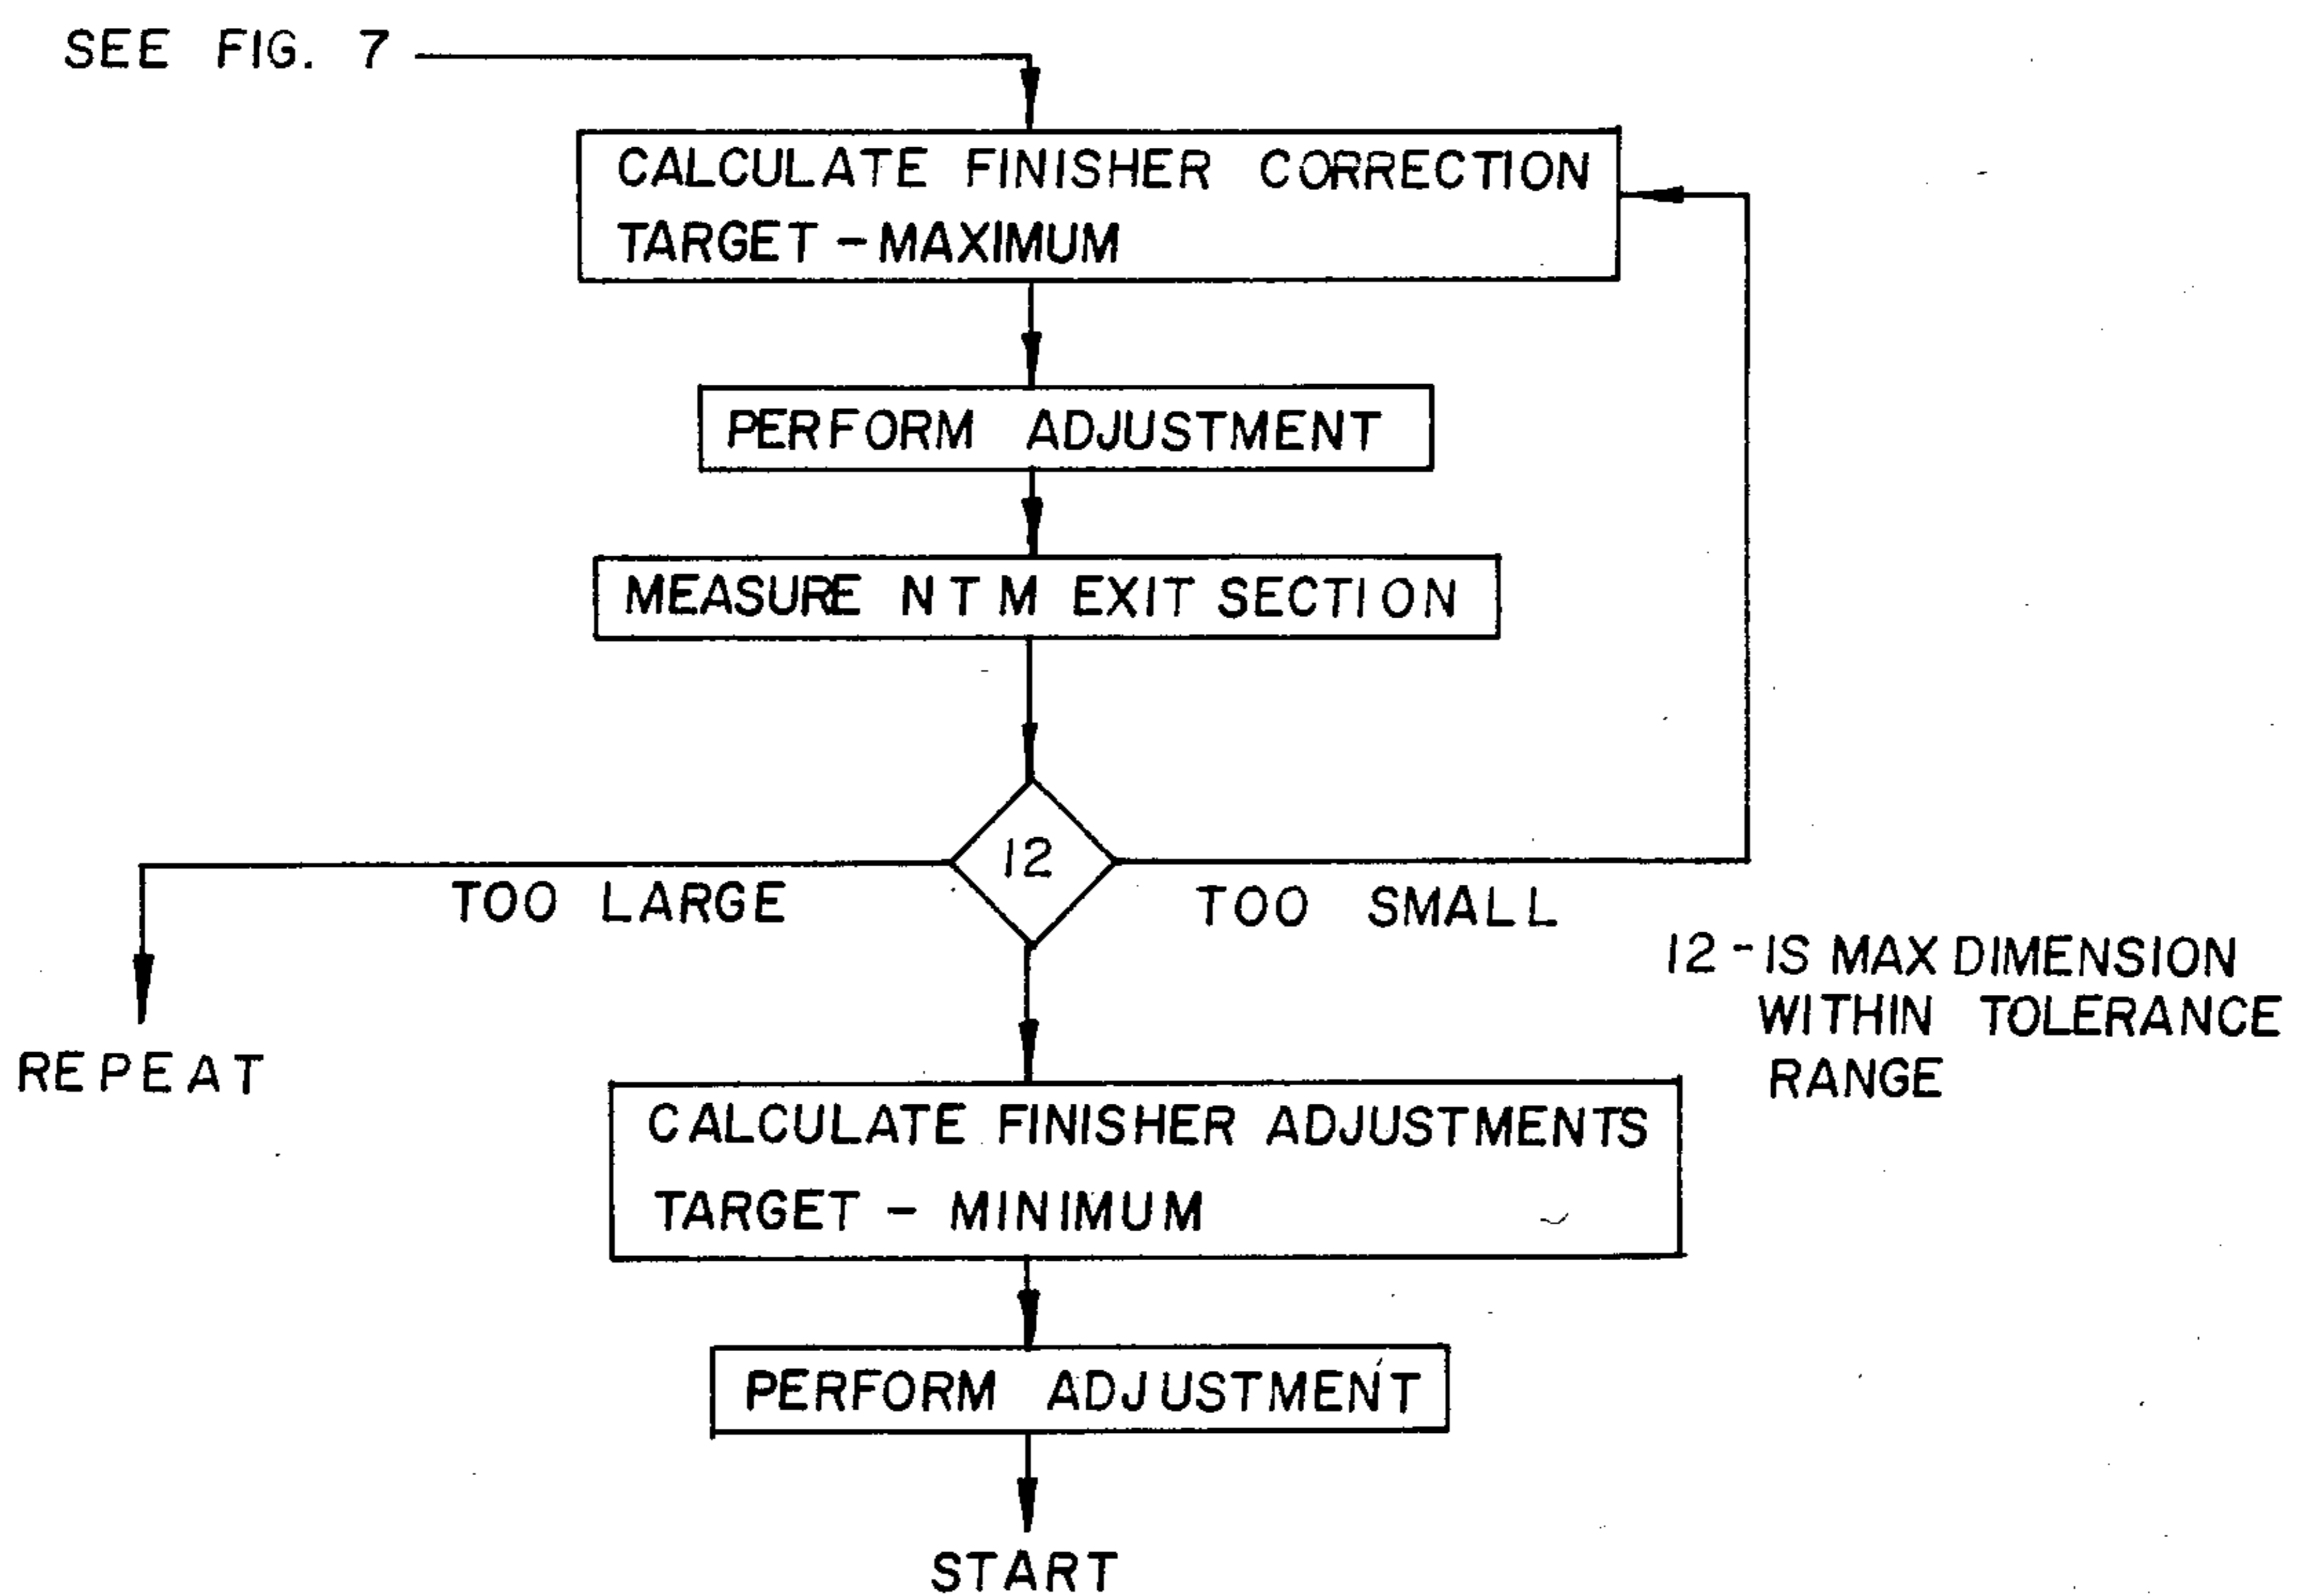 SEE FIG. 7
CALCULATE FINISHER CORRECTION
TARGET - MAXIMUM
PERFORM ADJUSTMENT
MEASURE NTM EXIT SECTION
12
TOO LARGE
TOO SMALL
12 - IS MAX DIMENSION
WITHIN TOLERANCE
RANGE
REPEAT
CALCULATE FINISHER ADJUSTMENTS
TARGET - MINIMUM
PERFORM ADJUSTMENT
START